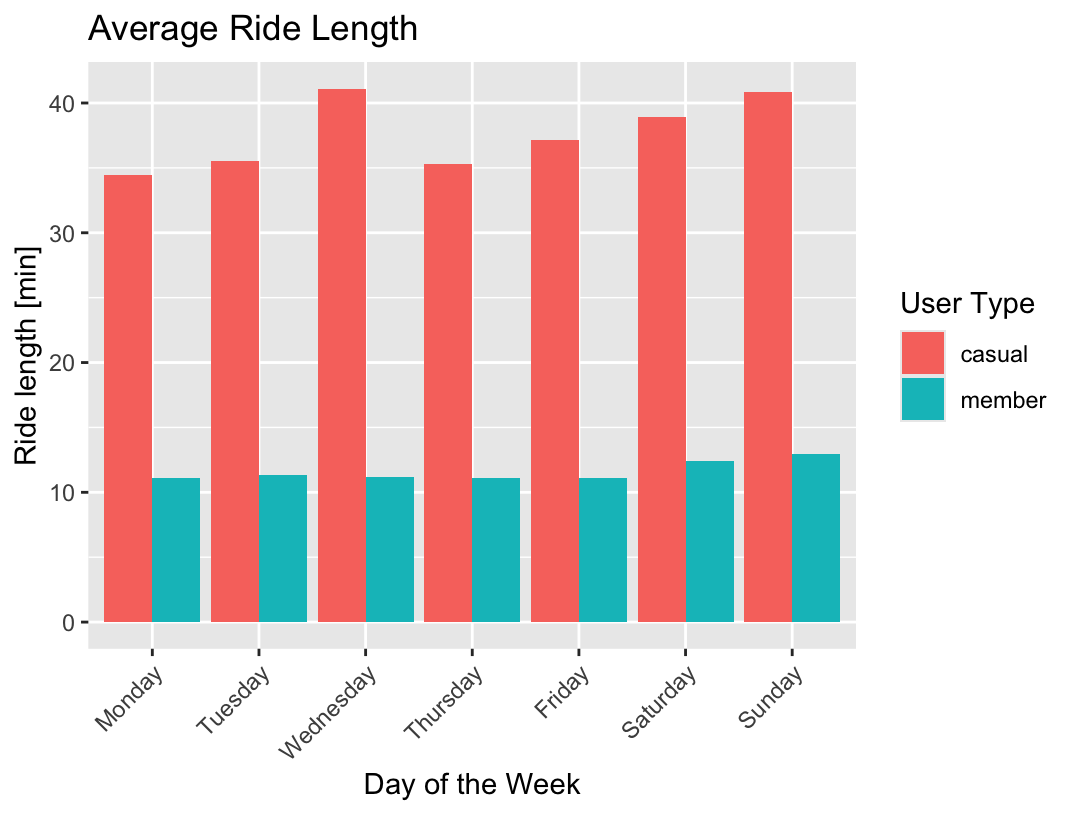 Average Ride Length
Ride length [min]
40
30
20
10
0
Monday
Tuesday
Wednesday
Thursday
Friday
Saturday
Sunday
Day of the Week
User Type
casual
member